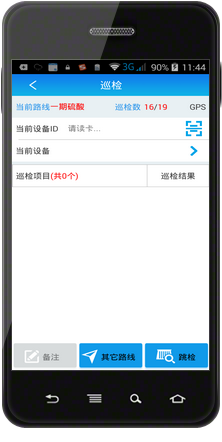 3G 90% 11:44
巡检
当前路线一期硫酸 巡检数 16/19 GPS
当前设备ID 请读卡...
当前设备
巡检项目(共0个) 巡检结果
备注 其它路线 跳检